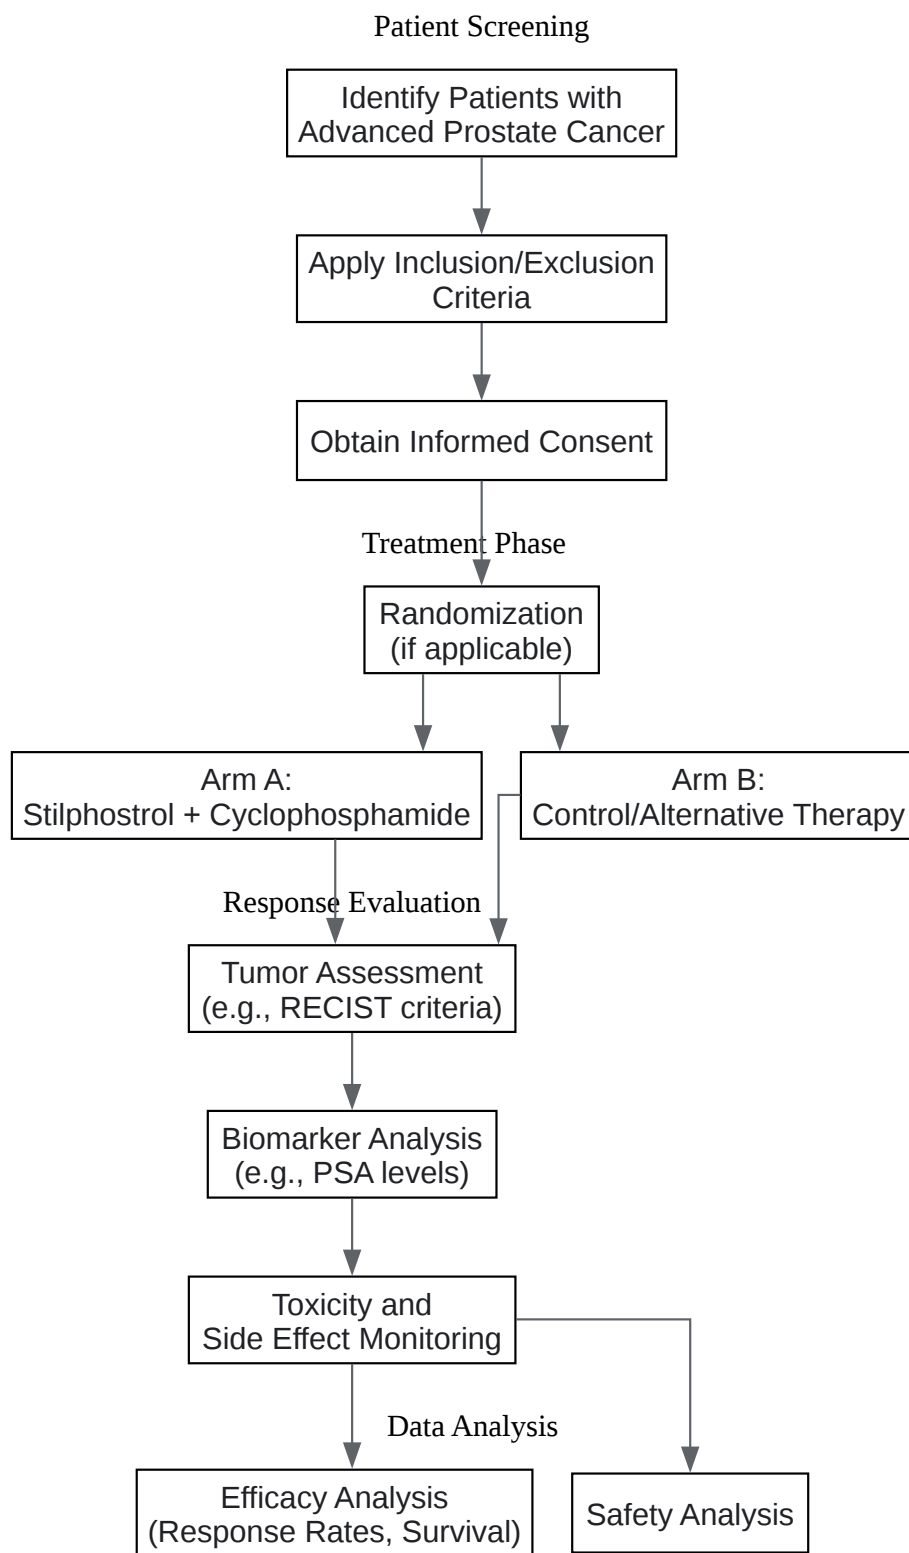 Patient Screening
Identify Patients with
Advanced Prostate Cancer
Apply Inclusion/Exclusion
Criteria
Obtain Informed Consent
Treatment Phase
Randomization
(if applicable)
Arm A:
Stilphostrol + Cyclophosphamide
Arm B:
Control/Alternative Therapy
Response Evaluation
Tumor Assessment
(e.g., RECIST criteria)
Biomarker Analysis
(e.g., PSA levels)
Toxicity and
Side Effect Monitoring
Data Analysis
Efficacy Analysis
(Response Rates, Survival)
Safety Analysis